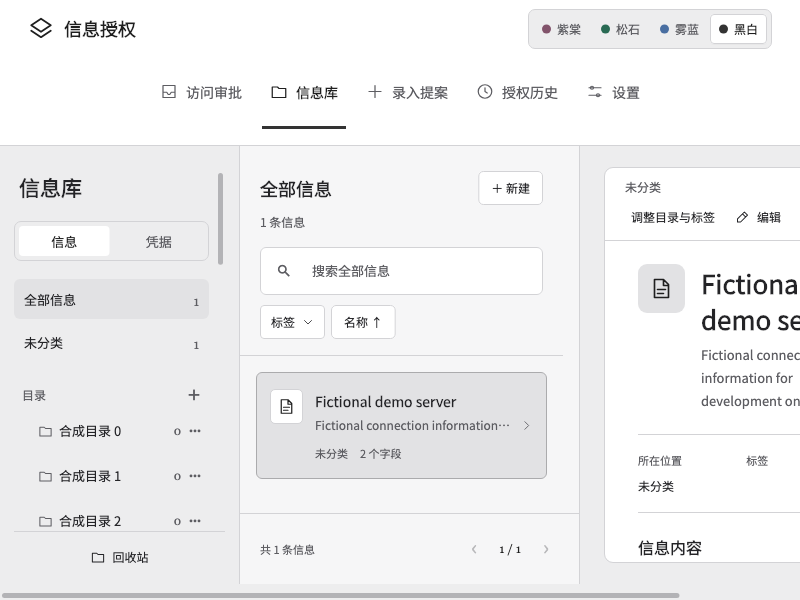 信息授权
紫棠 松石 雾蓝 黑白
访问审批 信息库 录入提案 授权历史 设置
信息库
信息 凭据
全部信息 1
未分类 1
目录
合成目录 0 0
合成目录 1 0
合成目录 2 0
回收站
全部信息
新建
1 条信息
搜索全部信息
标签 名称 ↑
Fictional demo server
Fictional connection information…
未分类 2 个字段
共 1 条信息
1 / 1
未分类
调整目录与标签 编辑
Fictiona
demo se
Fictional connec
information for
development on
所在位置 标签
未分类
信息内容